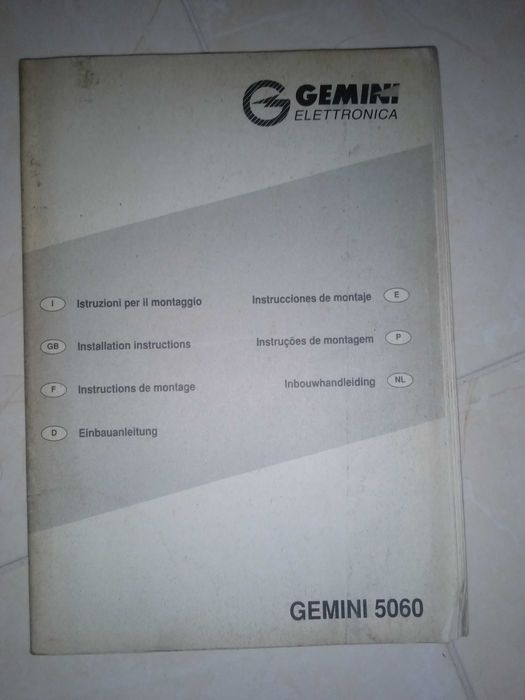 GEMINI
ELETTRONICA
I Istruzioni per il montaggio
GB Installation instructions
F Instructions de montage
D Einbauanleitung
Instrucciones de montaje E
Instruções de montagem P
Inbouwhandleiding NL
GEMINI 5060